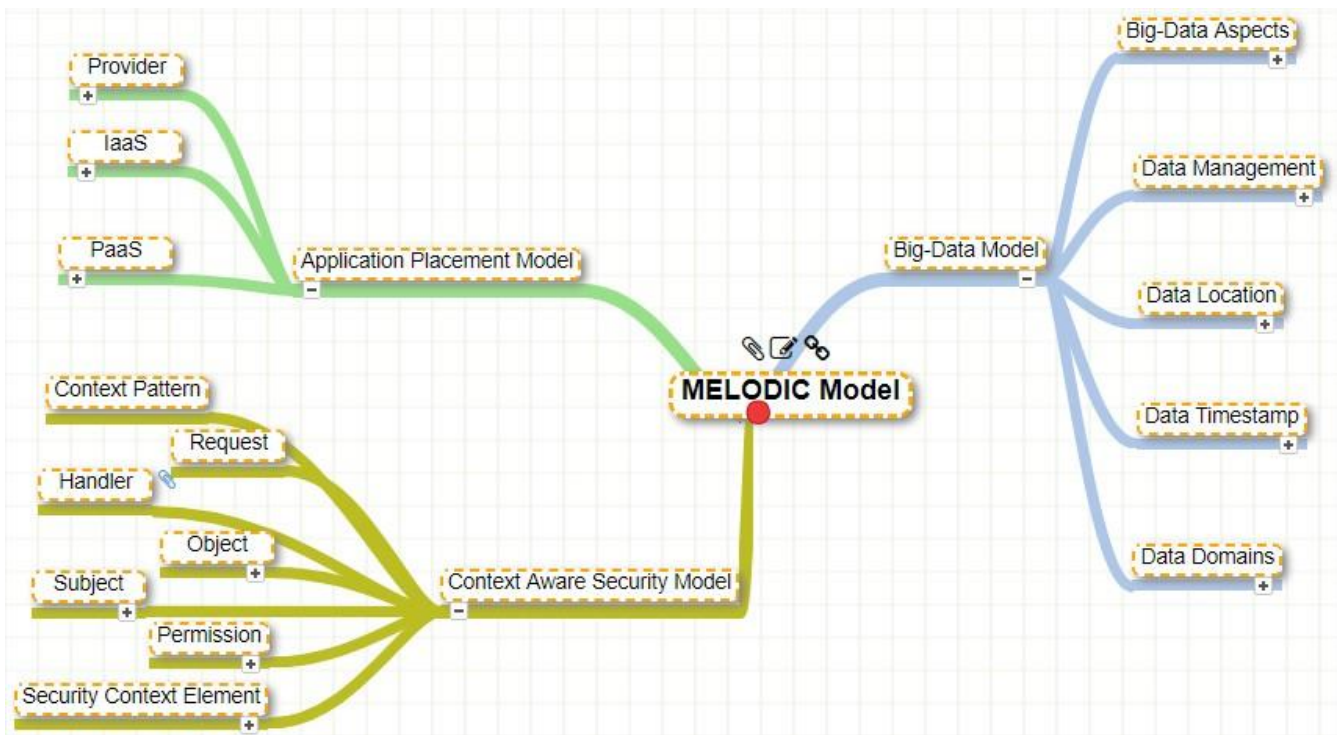 Provider
IaaS
PaaS
Application Placement Model
Context Pattern
Request
Handler
Object
Subject
Permission
Security Context Element
Context Aware Security Model
MELODIC Model
Big-Data Model
Big-Data Aspects
Data Management
Data Location
Data Timestamp
Data Domains